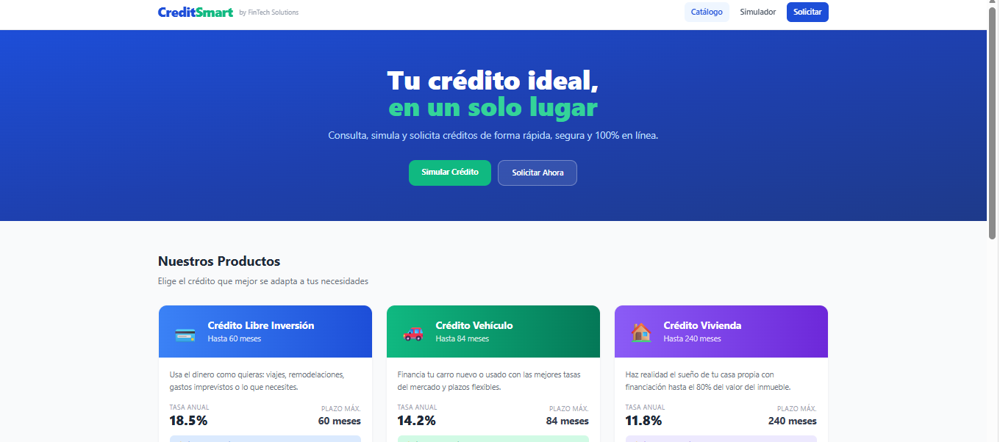 CreditSmart by FinTech Solutions
Catálogo Simulador Solicitar
Tu crédito ideal,
en un solo lugar
Consulta, simula y solicita créditos de forma rápida, segura y 100% en línea.
Simular Crédito Solicitar Ahora
Nuestros Productos
Elige el crédito que mejor se adapta a tus necesidades
Crédito Libre Inversión
Hasta 60 meses
Usa el dinero como quieras: viajes, remodelaciones,
gastos imprevistos o lo que necesites.
TASA ANUAL PLAZO MÁX.
18.5% 60 meses
Crédito Vehículo
Hasta 84 meses
Financia tu carro nuevo o usado con las mejores tasas
del mercado y plazos flexibles.
TASA ANUAL PLAZO MÁX.
14.2% 84 meses
Crédito Vivienda
Hasta 240 meses
Haz realidad el sueño de tu casa propia con
financiación hasta el 80% del valor del inmueble.
TASA ANUAL PLAZO MÁX.
11.8% 240 meses